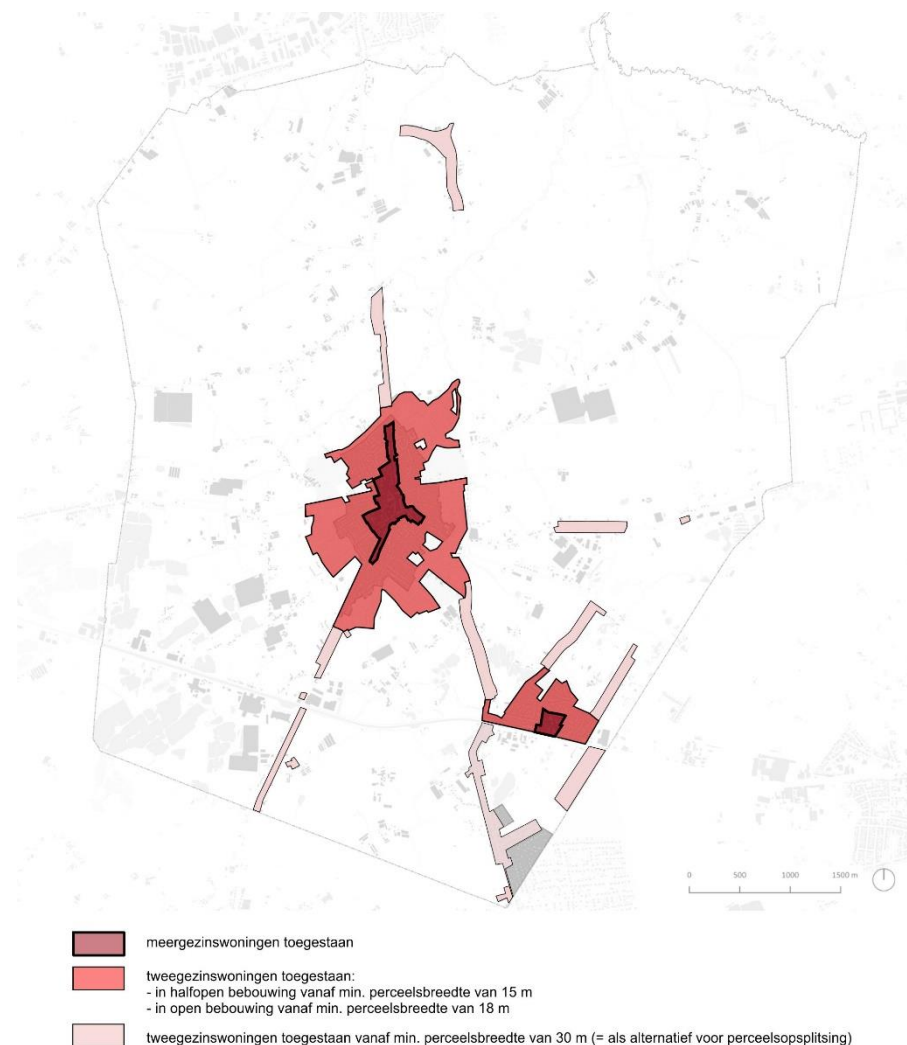 0 500 1000 1500 m
meergezinswoningen toegestaan
tweegezinswoningen toegestaan:
- in halfopen bebouwing vanaf min. perceelsbreedte van 15 m
- in open bebouwing vanaf min. perceelsbreedte van 18 m
tweegezinswoningen toegestaan vanaf min. perceelsbreedte van 30 m (= als alternatief voor perceelsopsplitsing)